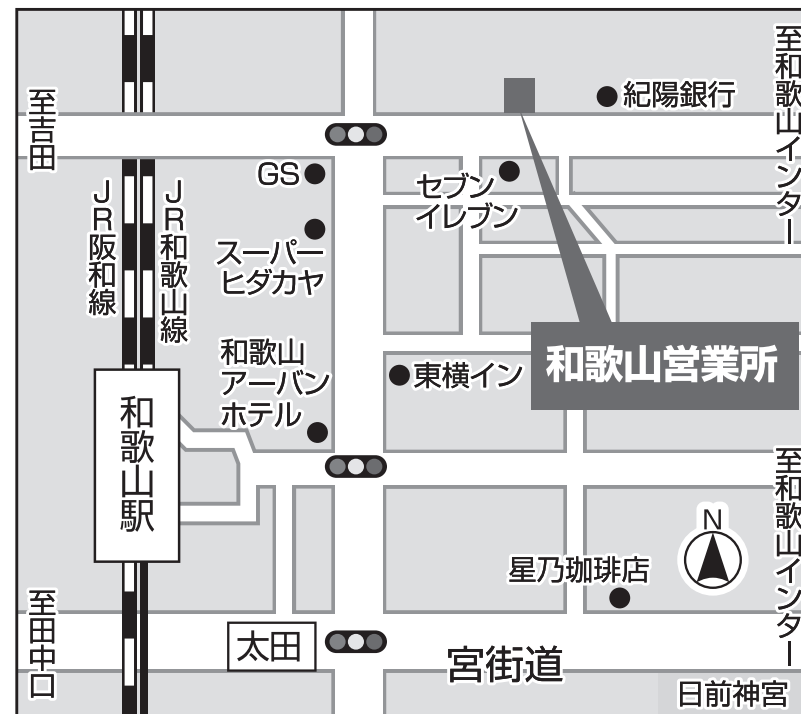 至和歌山インター
紀陽銀行
至吉田
GS
セブン
イレブン
JR阪和線
JR和歌山線
スーパー
ヒダカヤ
和歌山
アーバン
ホテル
東横イン
和歌山営業所
和歌山駅
至和歌山インター
N
星乃珈琲店
至田中口
太田
宮街道
日前神宮